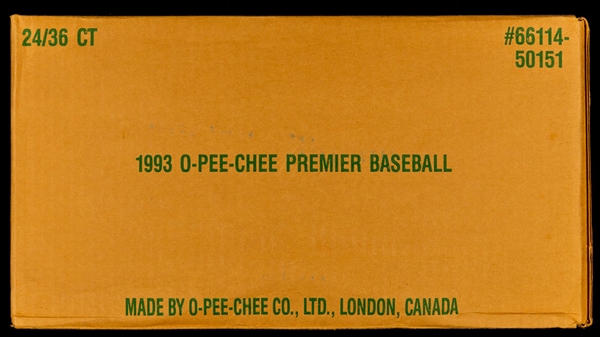 24/36 CT
#66114-
50151
1993 O-PEE-CHEE PREMIER BASEBALL
MADE BY O-PEE-CHEE CO., LTD., LONDON, CANADA